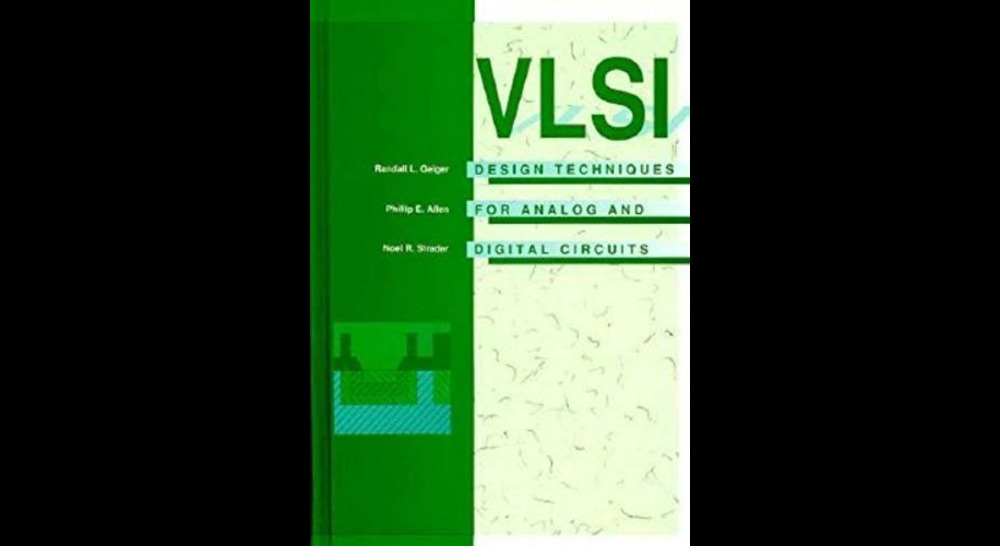 VLSI
Randall L. Geiger
DESIGN TECHNIQUES
Phillip E. Allen
FOR ANALOG AND
Noel R. Strader
DIGITAL CIRCUITS